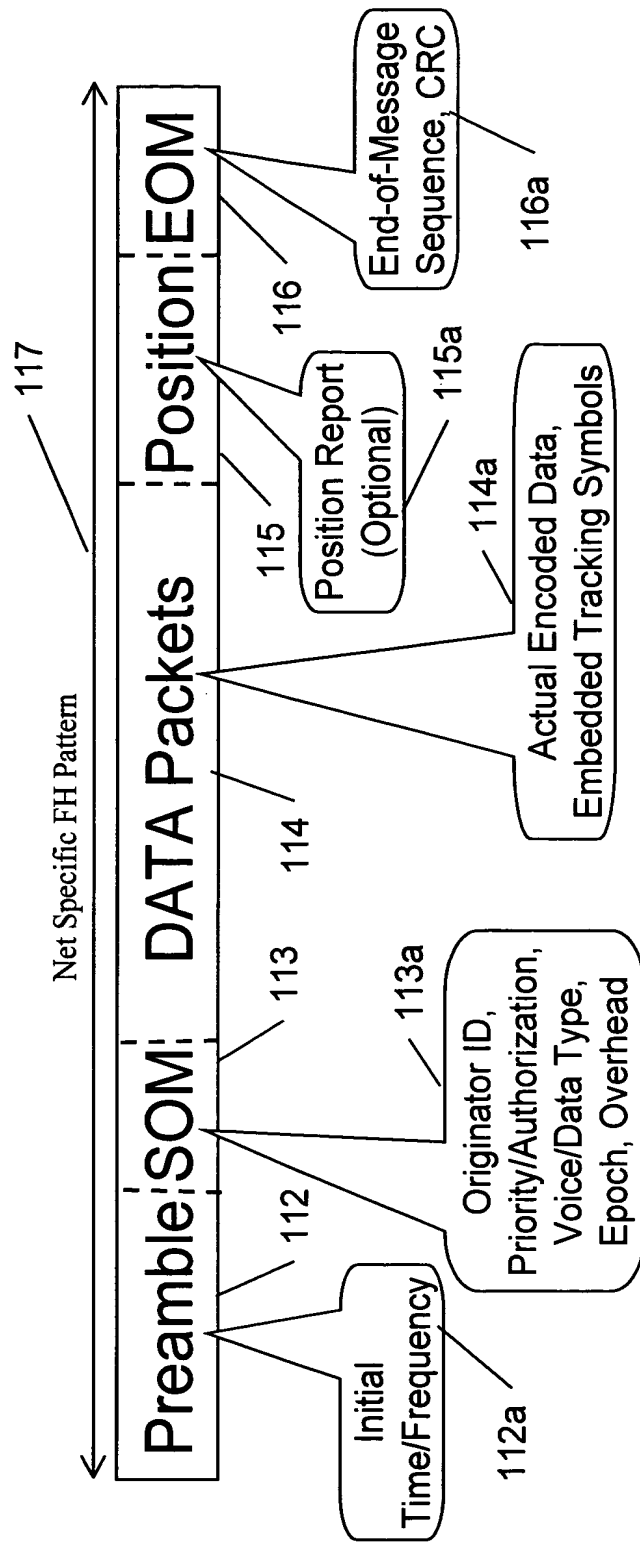 117
Net Specific FH Pattern
Preamble SOM DATA Packets Position EOM
112
113
114
115
116
Initial
Time/Frequency
112a
Originator ID,
Priority/Authorization,
Voice/Data Type,
Epoch, Overhead
113a
Actual Encoded Data,
Embedded Tracking Symbols
114a
Position Report
(Optional)
115a
End-of-Message
Sequence, CRC
116a